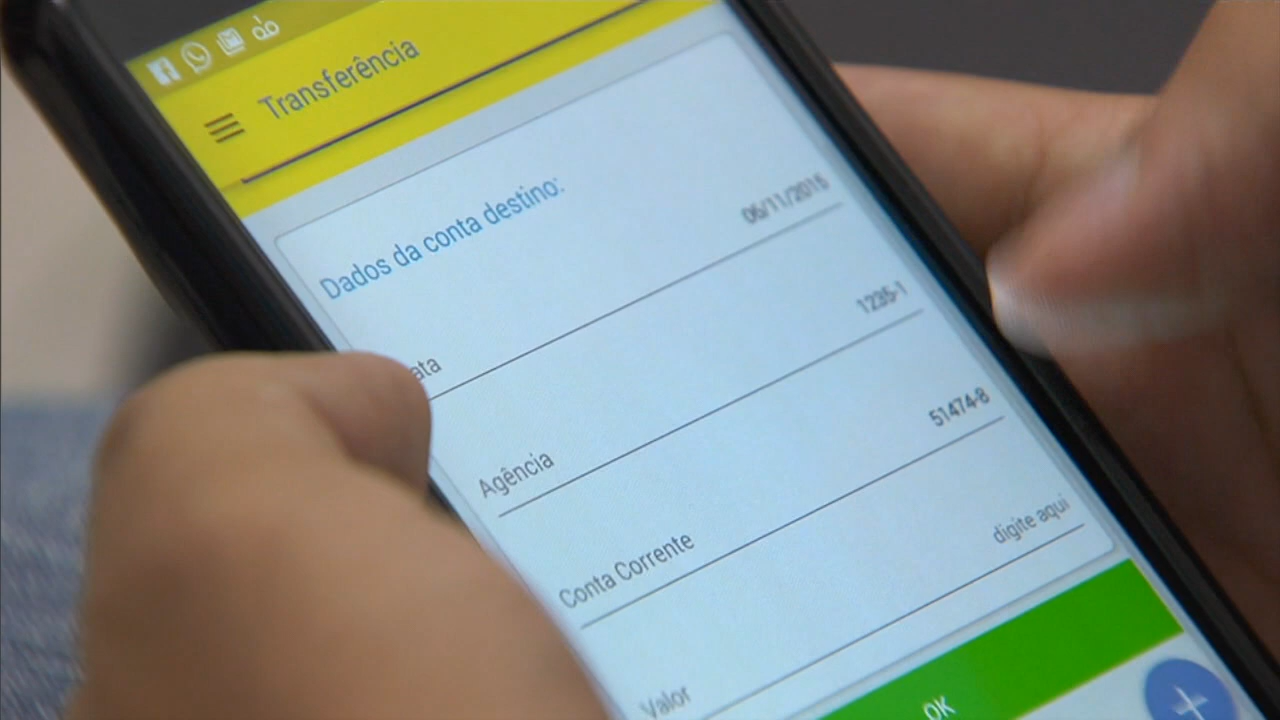 Transferência
Dados da conta destino:
ata 06/11/2015
Agência 1235-1
Conta Corrente 51474-8
Valor digite aqui
OK